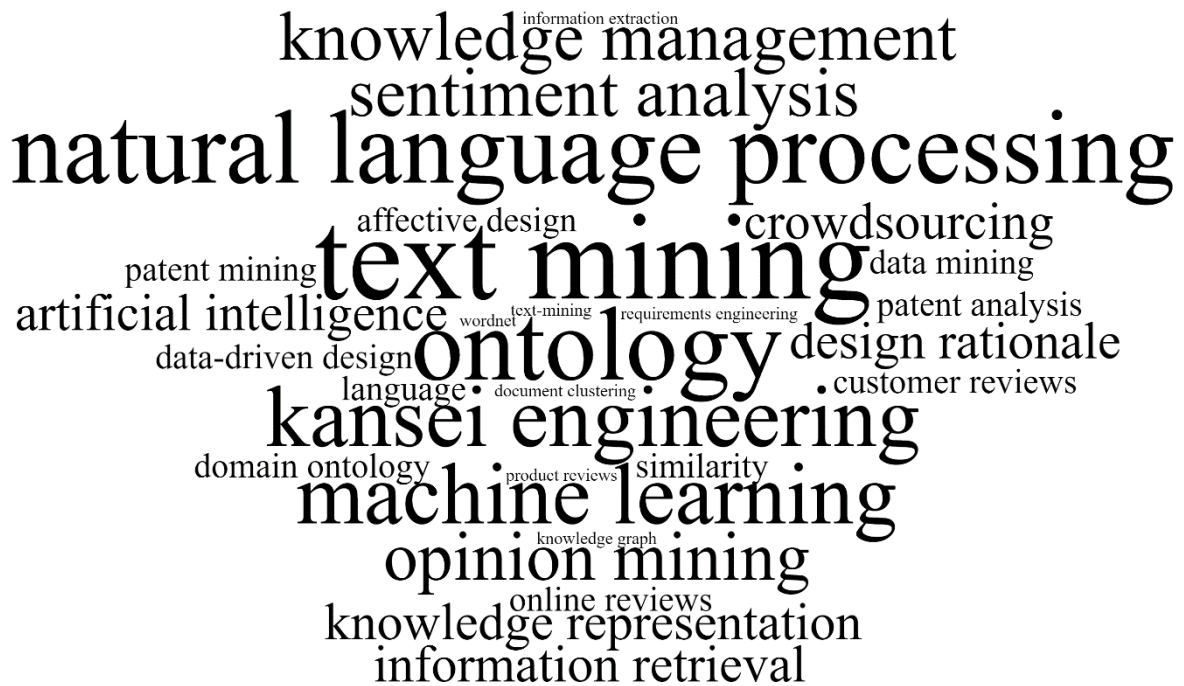 information extraction
knowledge management
sentiment analysis
natural language processing
affective design
crowdsourcing
text mining
patent mining
data mining
artificial intelligence
wordnet
text-mining
requirements engineering
patent analysis
ontology
design rationale
data-driven design
language
document clustering
customer reviews
kansei engineering
domain ontology
product reviews
similarity
machine learning
knowledge graph
opinion mining
online reviews
knowledge representation
information retrieval